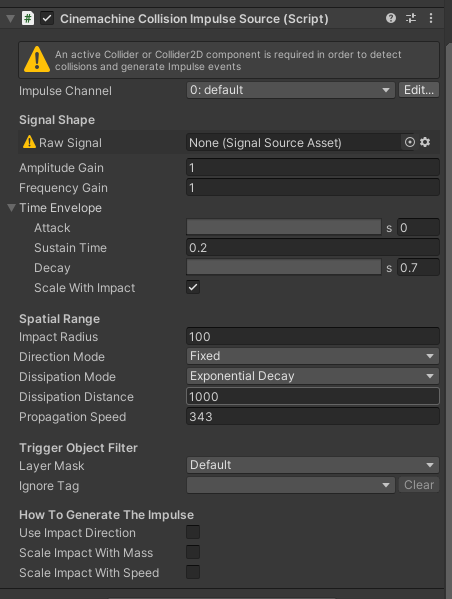 Cinemachine Collision Impulse Source (Script)
An active Collider or Collider2D component is required in order to detect
collisions and generate Impulse events
Impulse Channel 0: default Edit...
Signal Shape
Raw Signal None (Signal Source Asset)
Amplitude Gain 1
Frequency Gain 1
Time Envelope
Attack s 0
Sustain Time 0.2
Decay s 0.7
Scale With Impact
Spatial Range
Impact Radius 100
Direction Mode Fixed
Dissipation Mode Exponential Decay
Dissipation Distance 1000
Propagation Speed 343
Trigger Object Filter
Layer Mask Default
Ignore Tag Clear
How To Generate The Impulse
Use Impact Direction
Scale Impact With Mass
Scale Impact With Speed